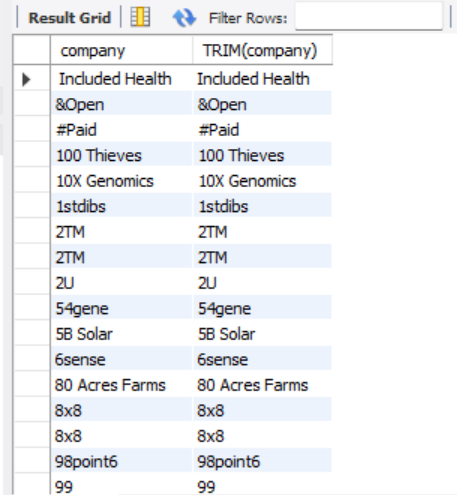 Result Grid Filter Rows:
company TRIM(company)
 Included Health Included Health
&Open &Open
#Paid #Paid
100 Thieves 100 Thieves
10X Genomics 10X Genomics
1stdibs 1stdibs
2TM 2TM
2TM 2TM
2U 2U
54gene 54gene
5B Solar 5B Solar
6sense 6sense
80 Acres Farms 80 Acres Farms
8x8 8x8
8x8 8x8
98point6 98point6
99 99